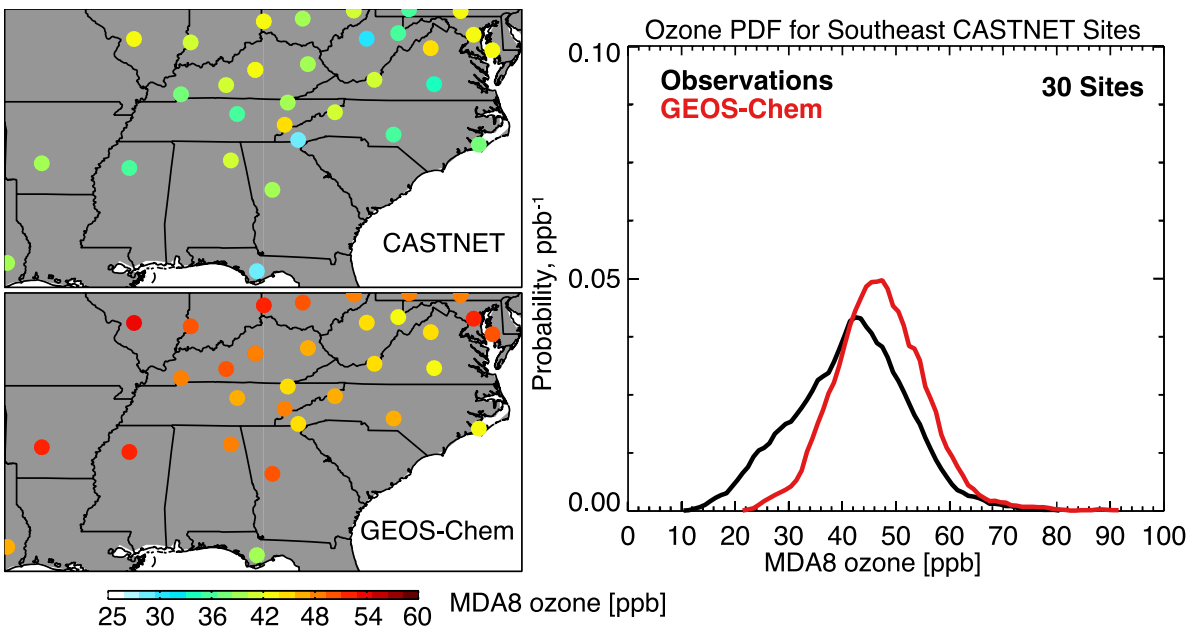 CASTNET
GEOS-Chem
25 30 36 42 48 54 60
MDA8 ozone [ppb]
Ozone PDF for Southeast CASTNET Sites
Observations
GEOS-Chem
30 Sites
0.10
0.05
0.00
Probability, ppb⁻¹
0 10 20 30 40 50 60 70 80 90 100
MDA8 ozone [ppb]